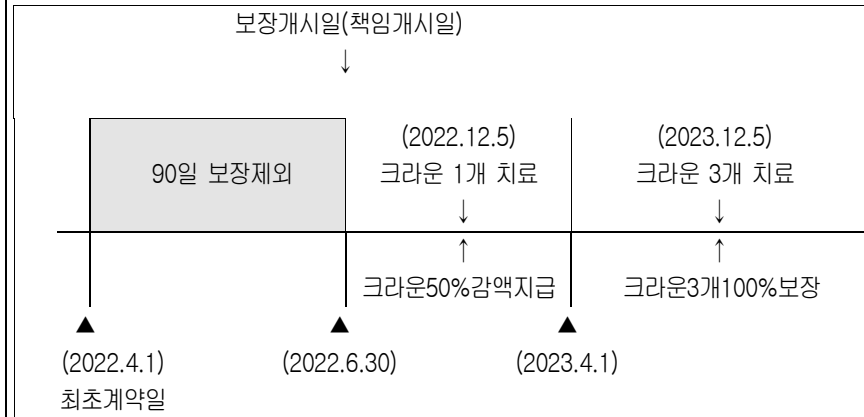 보장개시일(책임개시일)
↓
(2022.12.5) (2023.12.5)
90일 보장제외 크라운 1개 치료 크라운 3개 치료
↓ ↓
↑ ↑
크라운50%감액지급 크라운3개100%보장
▲ ▲ ▲
(2022.4.1) (2022.6.30) (2023.4.1)
최초계약일